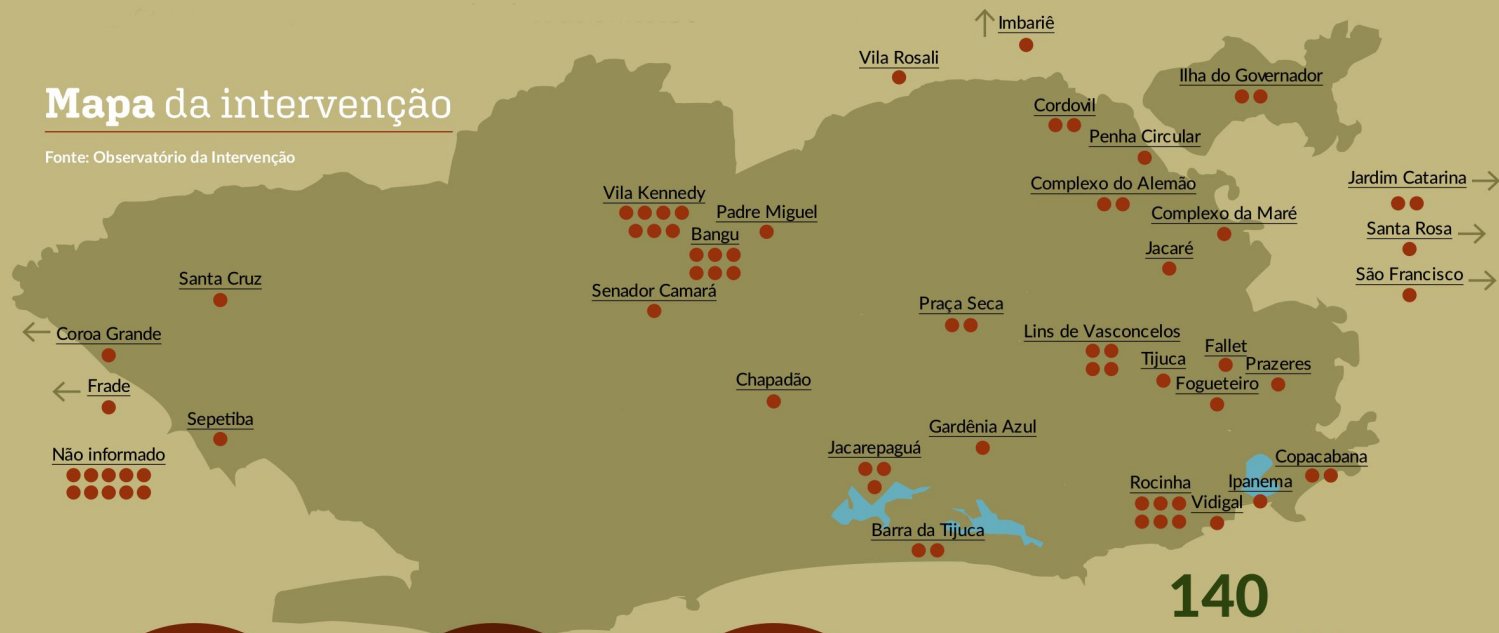 Mapa da intervenção
Fonte: Observatório da Intervenção
Imbariê
Vila Rosali
Ilha do Governador
Cordovil
Penha Circular
Jardim Catarina
Complexo do Alemão
Vila Kennedy
Padre Miguel
Complexo da Maré
Santa Rosa
Bangu
Jacaré
São Francisco
Santa Cruz
Senador Camará
Praça Seca
Coroa Grande
Lins de Vasconcelos
Fallet
Tijuca
Prazeres
Chapadão
Frade
Fogueteiro
Sepetiba
Gardênia Azul
Jacarepaguá
Não informado
Copacabana
Rocinha
Ipanema
Vidigal
Barra da Tijuca
140